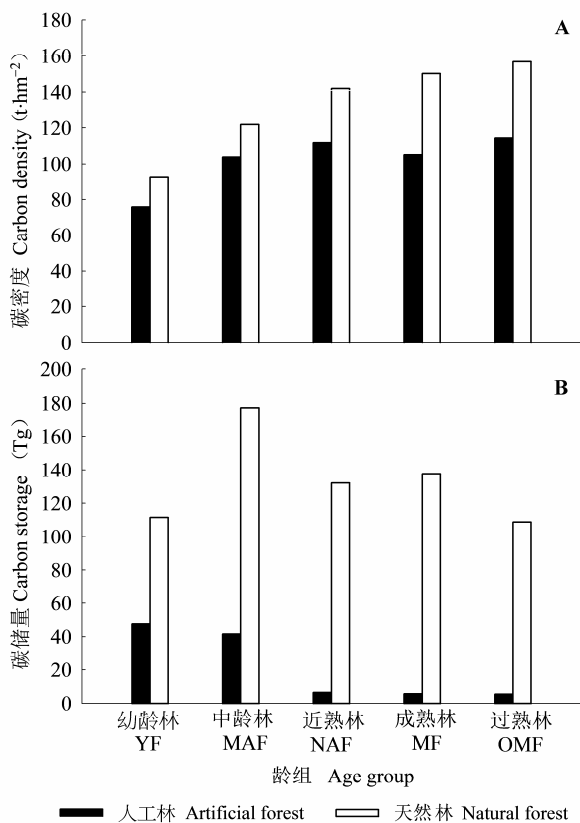 A
180
160
140
120
100
80
60
40
20
0
碳密度 Carbon density (t·hm⁻²)
B
200
180
160
140
120
100
80
60
40
20
0
碳储量 Carbon storage (Tg)
幼龄林 中龄林 近熟林 成熟林 过熟林
YF MAF NAF MF OMF
龄组 Age group
人工林 Artificial forest 天然林 Natural forest